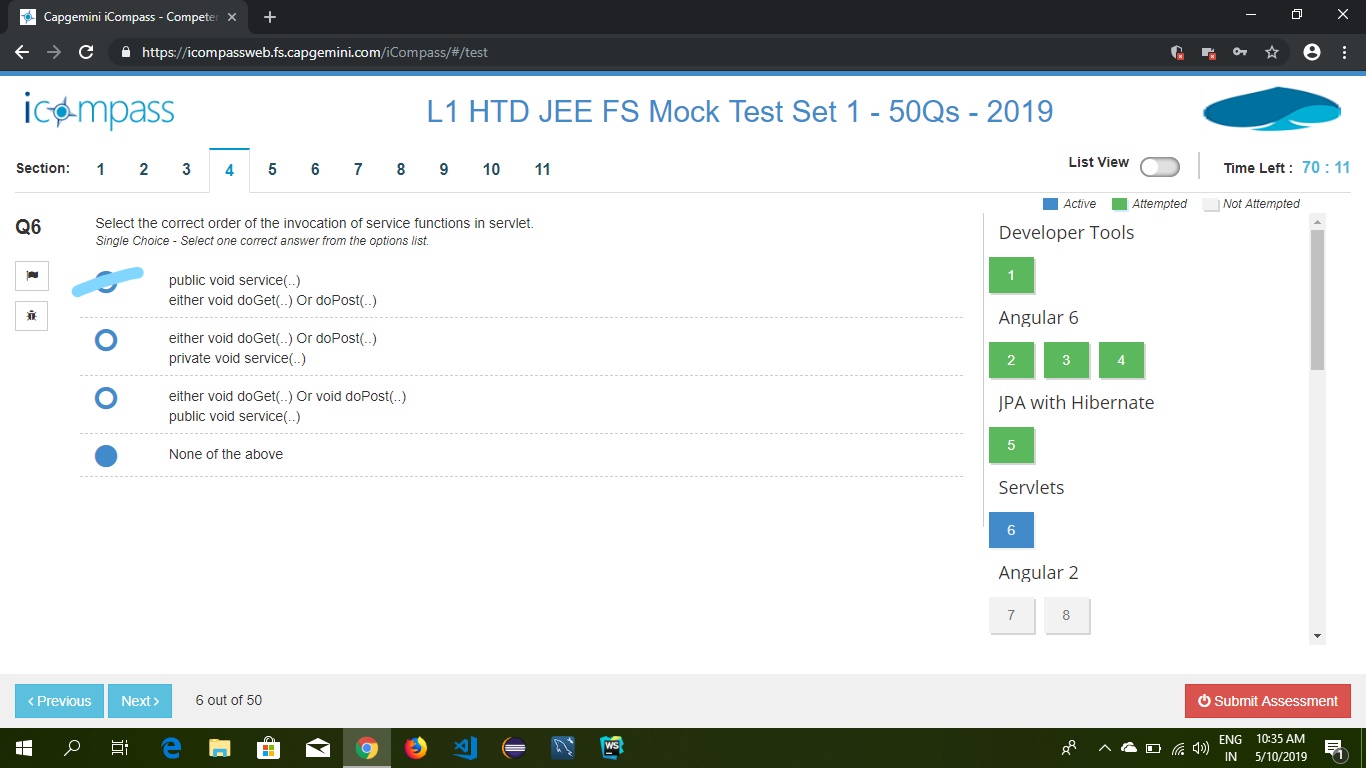 Capgemini iCompass - Competen
https://icompassweb.fs.capgemini.com/iCompass/#/test
icompass
L1 HTD JEE FS Mock Test Set 1 - 50Qs - 2019
Section: 1 2 3 4 5 6 7 8 9 10 11
List View
Time Left : 70 : 11
Active Attempted Not Attempted
Q6
Select the correct order of the invocation of service functions in servlet.
Single Choice - Select one correct answer from the options list.
public void service(..)
either void doGet(..) Or doPost(..)
either void doGet(..) Or doPost(..)
private void service(..)
either void doGet(..) Or void doPost(..)
public void service(..)
None of the above
Developer Tools
1
Angular 6
2 3 4
JPA with Hibernate
5
Servlets
6
Angular 2
7 8
Previous
Next
6 out of 50
Submit Assessment
WS
ENG
IN
10:35 AM
5/10/2019
1